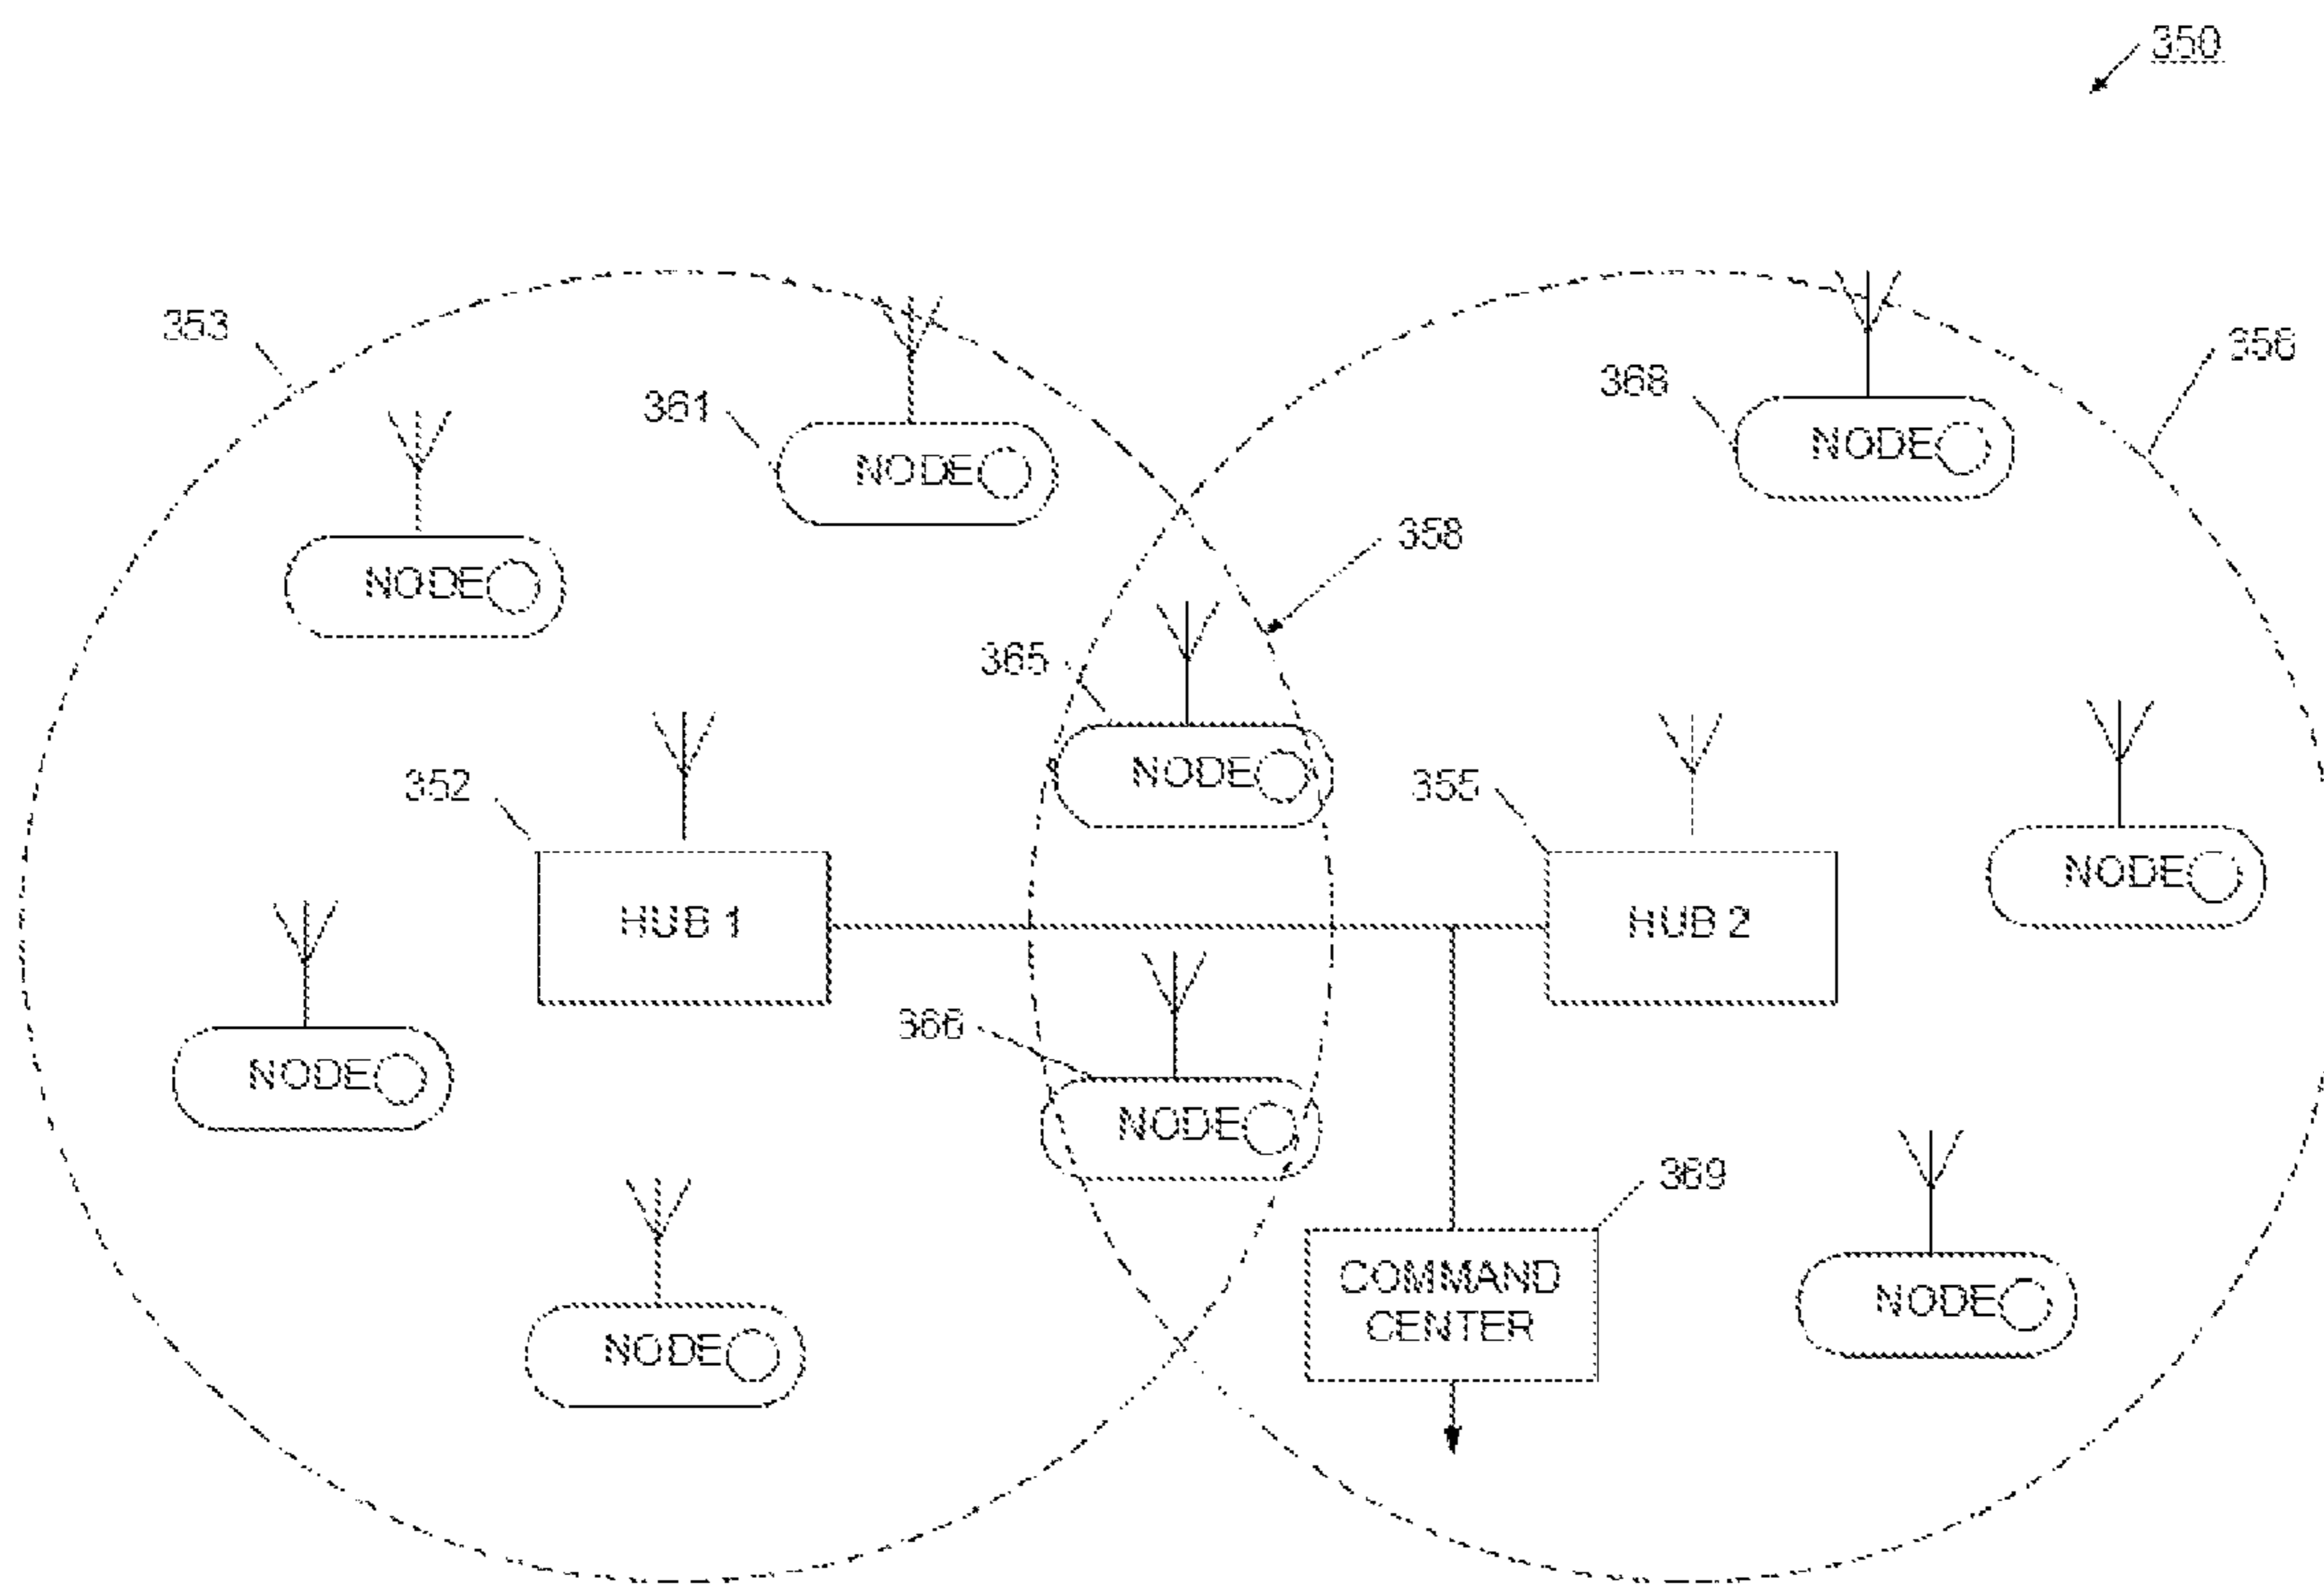 350
353
361
368
356
NODE
NODE
358
NODE
365
NODE
352
355
NODE
HUB 1
HUB 2
366
NODE
NODE
369
COMMAND
CENTER
NODE
NODE